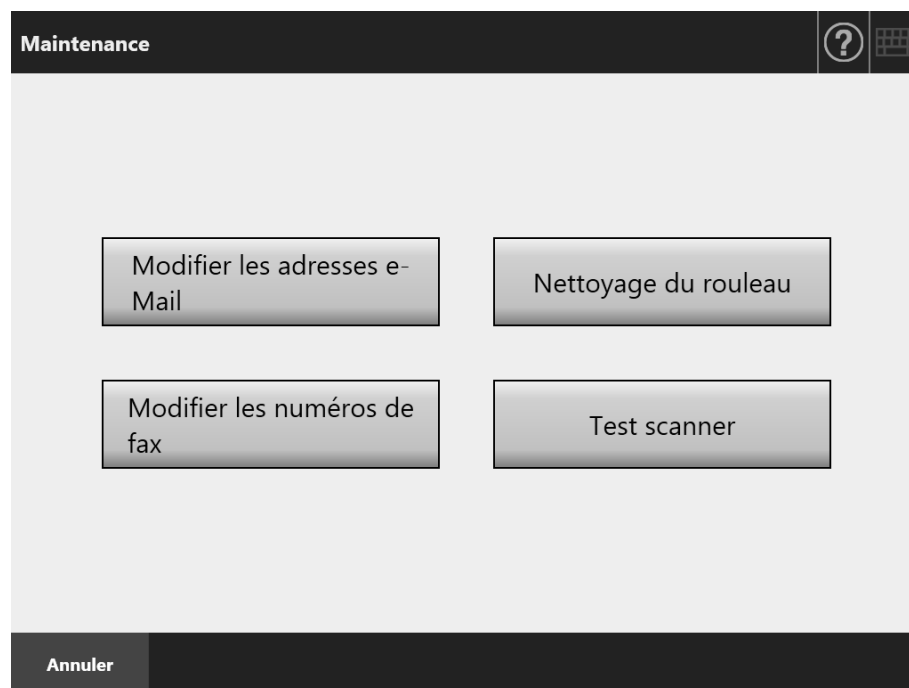 Maintenance
?
Modifier les adresses e-
Mail
Nettoyage du rouleau
Modifier les numéros de
fax
Test scanner
Annuler